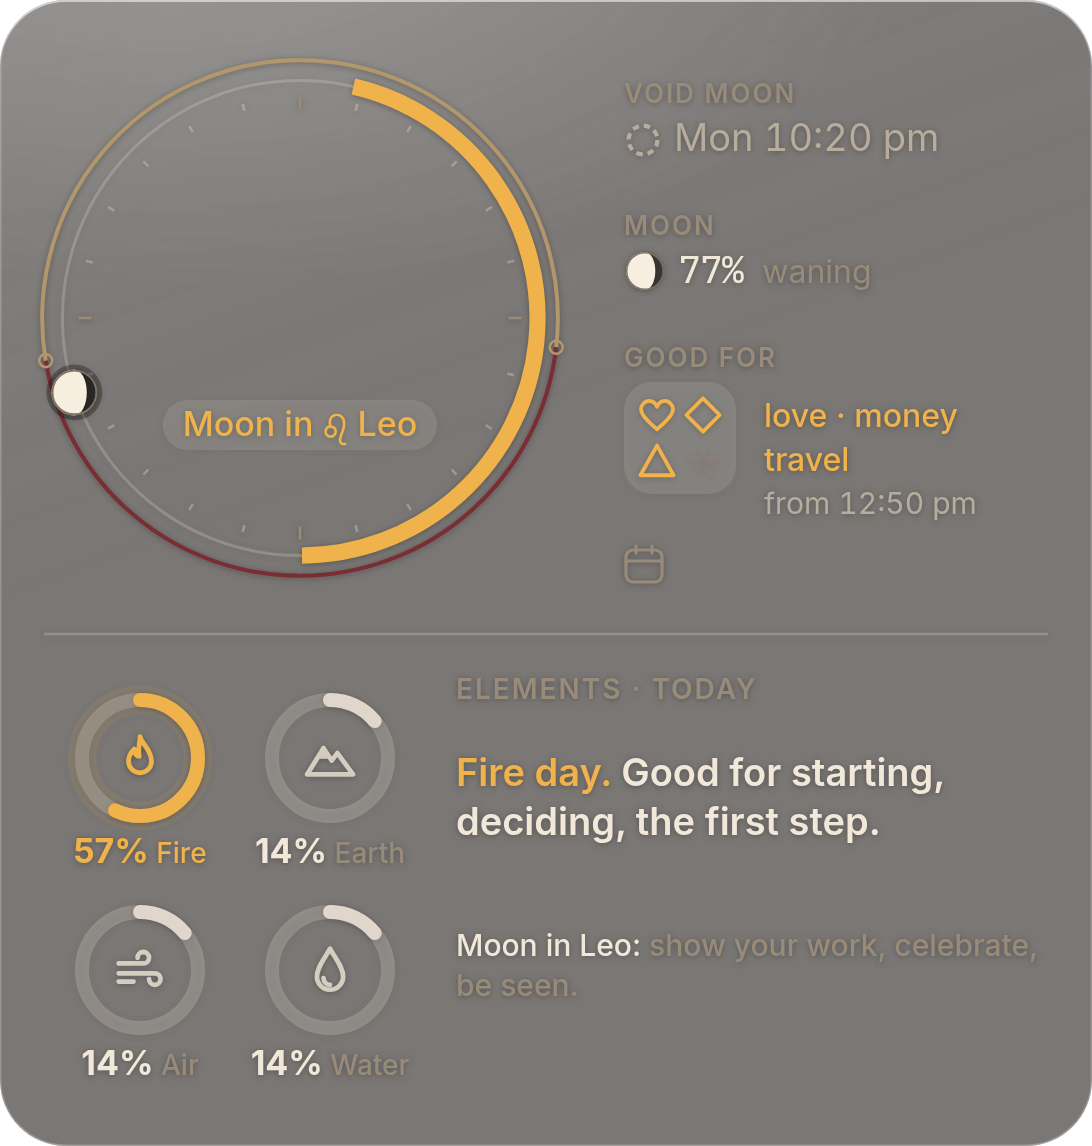 VOID MOON
Mon 10:20 pm
MOON
77% waning
GOOD FOR
love · money
travel
from 12:50 pm
Moon in ♌ Leo
ELEMENTS · TODAY
Fire day. Good for starting,
deciding, the first step.
57% Fire
14% Earth
Moon in Leo: show your work, celebrate,
be seen.
14% Air
14% Water